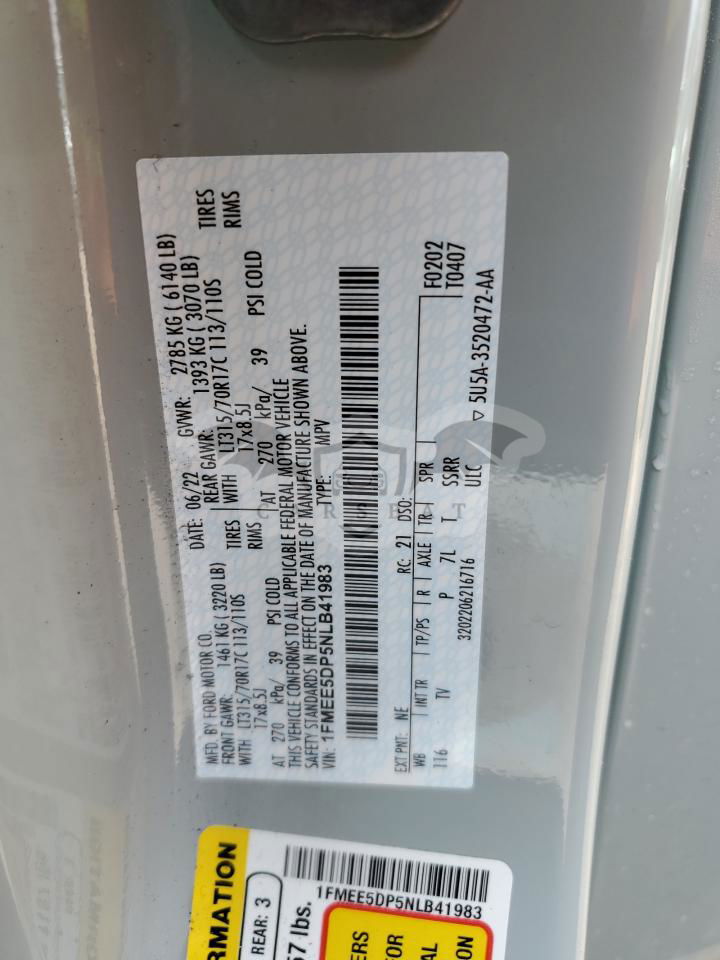 MFD. BY FORD MOTOR CO.
DATE: 06/22 GVWR: 2785 KG ( 6140 LB)
FRONT GAWR: 1461 KG ( 3220 LB) REAR GAWR: 1393 KG ( 3070 LB)
WITH LT315/70R17C 113/110S TIRES WITH LT315/70R17C 113/110S TIRES
17x8.5J RIMS 17x8.5J RIMS
AT 270 kPa/ 39 PSI COLD AT 270 kPa/ 39 PSI COLD
THIS VEHICLE CONFORMS TO ALL APPLICABLE FEDERAL MOTOR VEHICLE
SAFETY STANDARDS IN EFFECT ON THE DATE OF MANUFACTURE SHOWN ABOVE.
VIN: 1FMEE5DP5NLB41983 TYPE: MPV
EXT PNT: NE RC: 21 DSO: F0202
WB INT TR TP/PS R AXLE TR SPR T0407
116 TV P 7L T SSRR
3202206216716 ULC ▽ 5U5A-3520472-AA
RMATION
REAR: 3
57 lbs.
1FMEE5DP5NLB41983
ERS
FOR
AL
ON